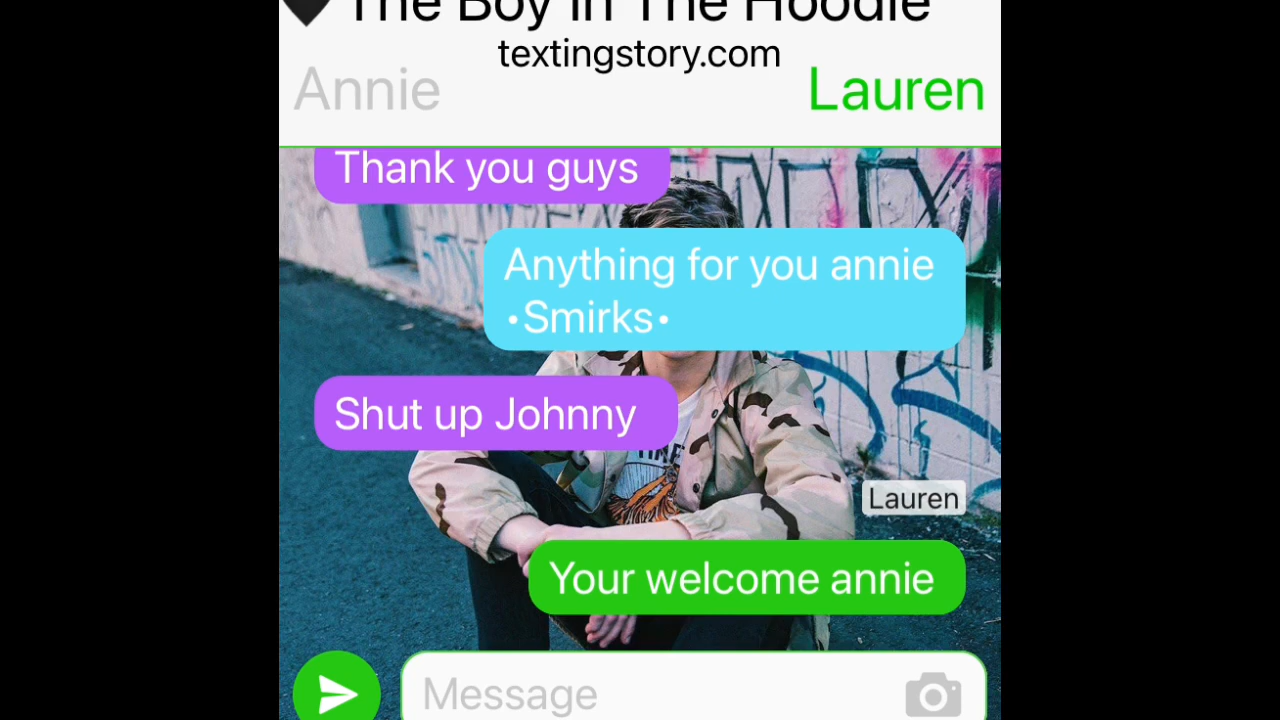 The Boy In The Hoodie
textingstory.com
Annie
Lauren
Thank you guys
Anything for you annie
•Smirks•
Shut up Johnny
Lauren
Your welcome annie
Message